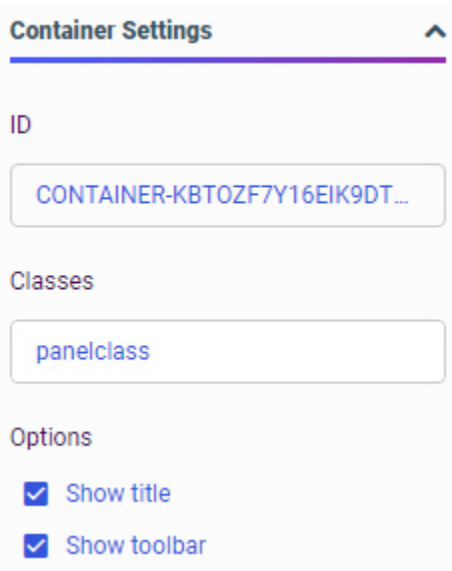 Container Settings
ID
CONTAINER-KBTOZF7Y16EIK9DT...
Classes
panelclass
Options
Show title
Show toolbar